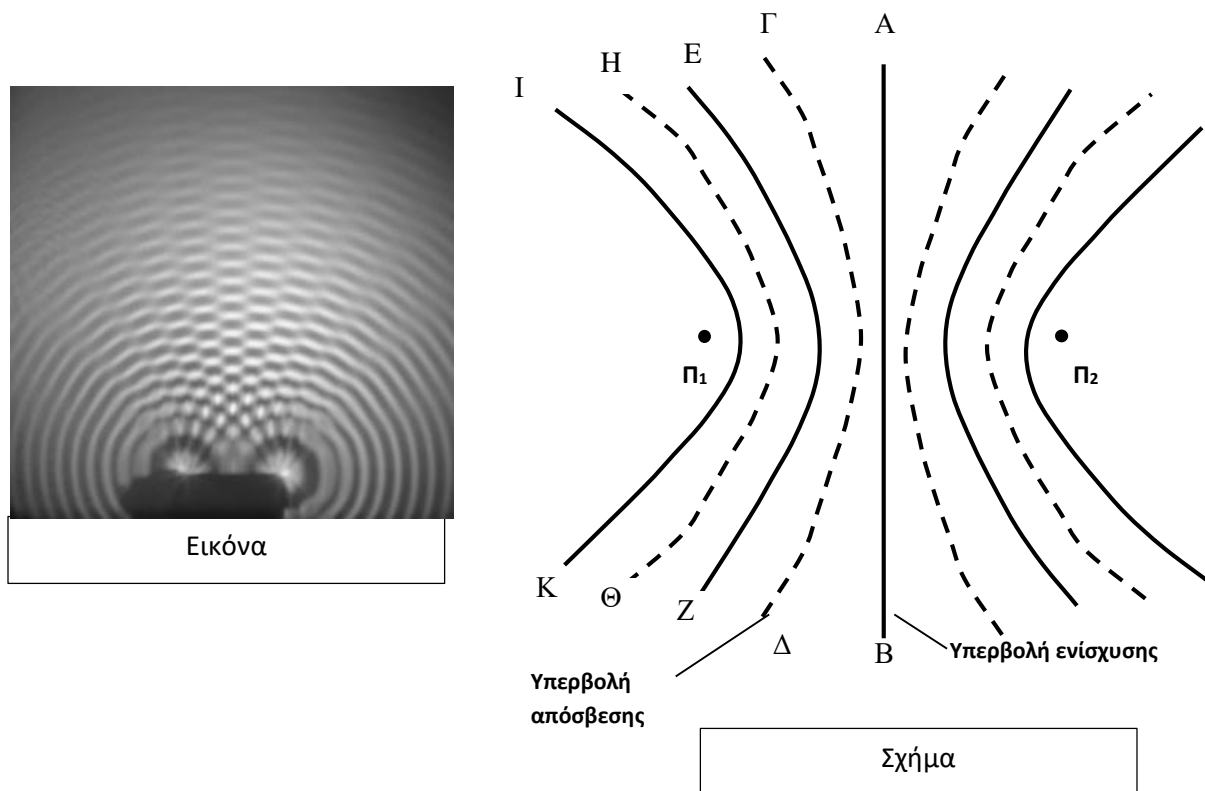 Γ
Α
Η
Ε
Ι
Π₁
Π₂
Κ
Θ
Ζ
Δ
Β
Υπερβολή ενίσχυσης
Υπερβολή
απόσβεσης
Εικόνα
Σχήμα